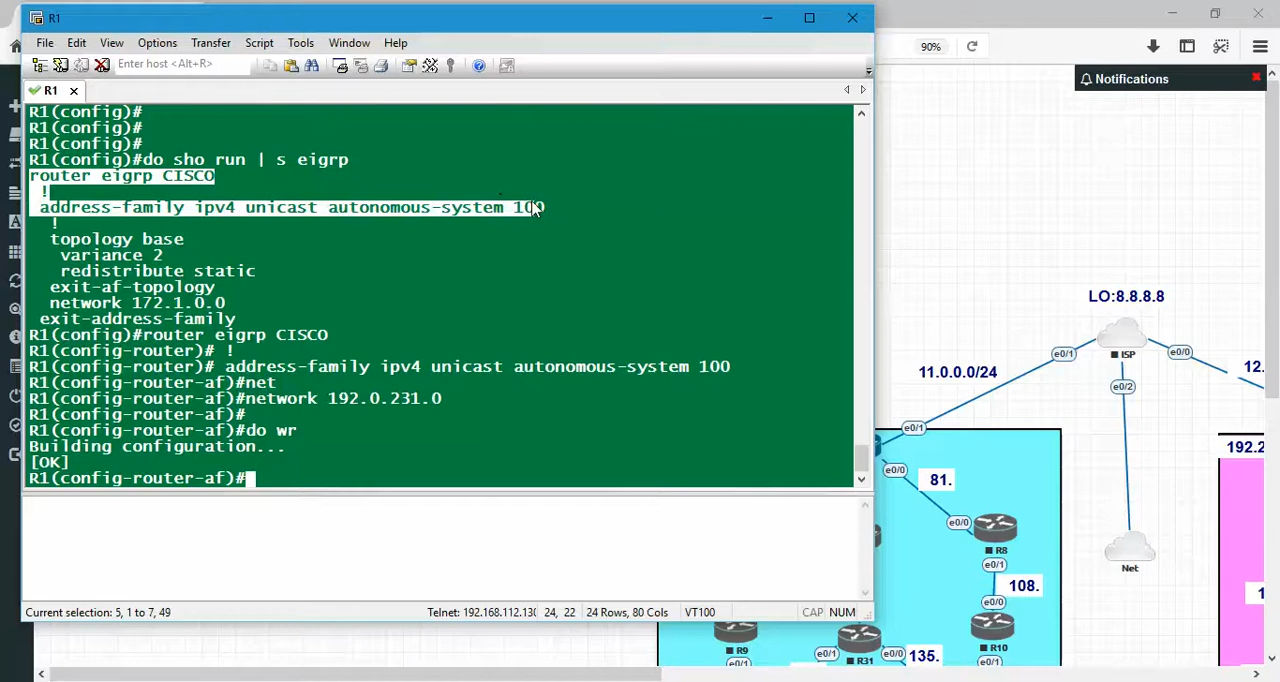 R1
90%
File Edit View Options Transfer Script Tools Window Help
Enter host <Alt+R>
Notifications
R1
R1(config)#
R1(config)#
R1(config)#
R1(config)#do sho run | s eigrp
router eigrp CISCO
!
address-family ipv4 unicast autonomous-system 100
!
topology base
variance 2
redistribute static
exit-af-topology
network 172.1.0.0
exit-address-family
R1(config)#router eigrp CISCO
R1(config-router)# !
R1(config-router)# address-family ipv4 unicast autonomous-system 100
R1(config-router-af)#net
R1(config-router-af)#network 192.0.231.0
R1(config-router-af)#
R1(config-router-af)#do wr
Building configuration...
[OK]
R1(config-router-af)#
Current selection: 5, 1 to 7, 49
Telnet: 192.168.112.130
24, 22
24 Rows, 80 Cols
VT100
CAP NUM
LO:8.8.8.8
e0/1
ISP
e0/0
11.0.0.0/24
12.
e0/2
e0/1
192.2
e0/0
81.
e0/0
R8
Net
e0/1
108.
1
e0/0
R9
e0/1
R31
e0/0
135.
R10
e0/1
e0/1